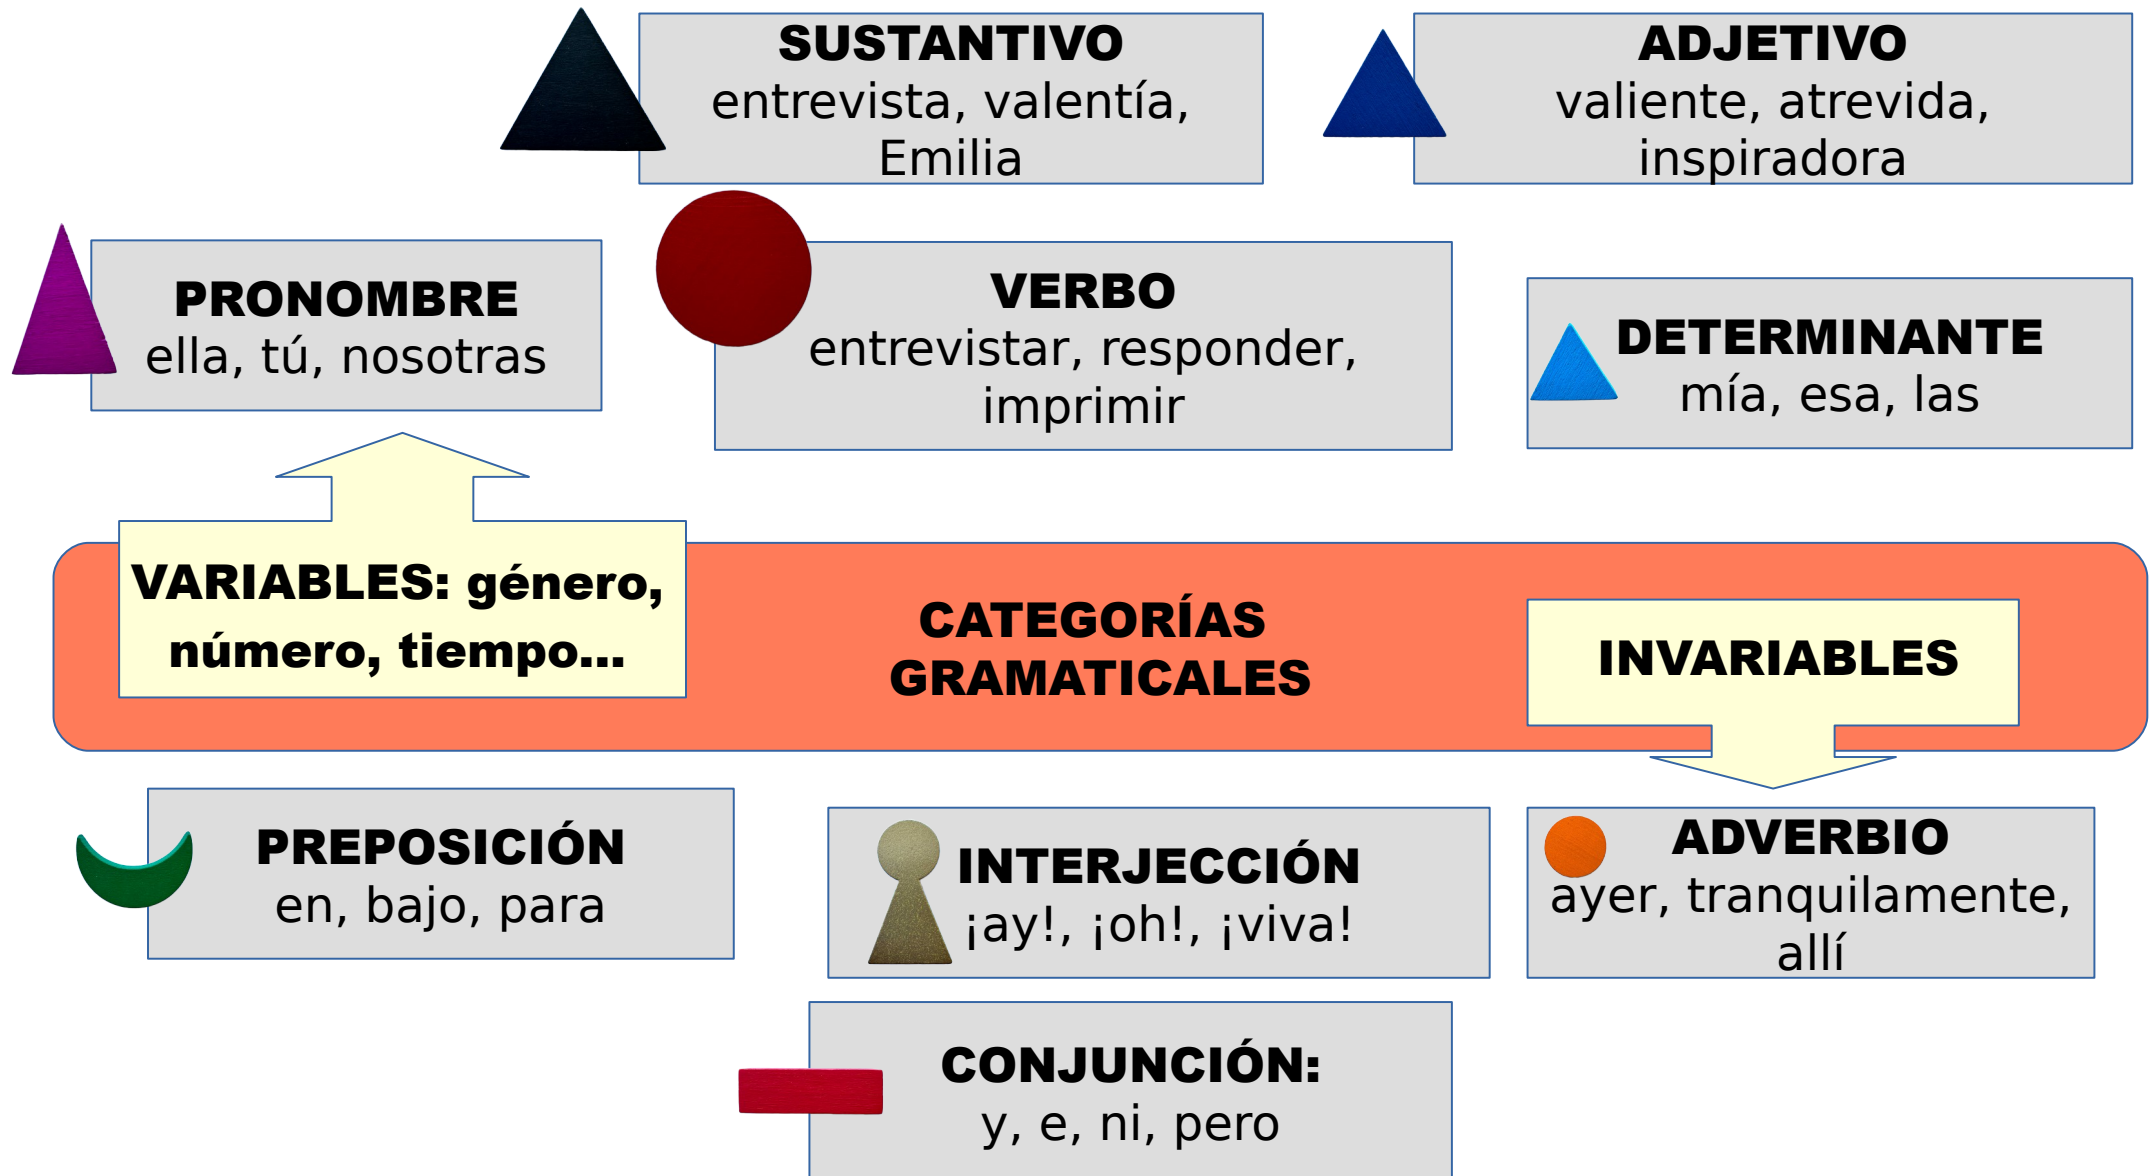 SUSTANTIVO
entrevista, valentía,
Emilia
ADJETIVO
valiente, atrevida,
inspiradora
PRONOMBRE
ella, tú, nosotras
VERBO
entrevistar, responder,
imprimir
DETERMINANTE
mía, esa, las
VARIABLES: género,
número, tiempo...
CATEGORÍAS
GRAMATICALES
INVARIABLES
PREPOSICIÓN
en, bajo, para
INTERJECCIÓN
¡ay!, ¡oh!, ¡viva!
ADVERBIO
ayer, tranquilamente,
allí
CONJUNCIÓN:
y, e, ni, pero